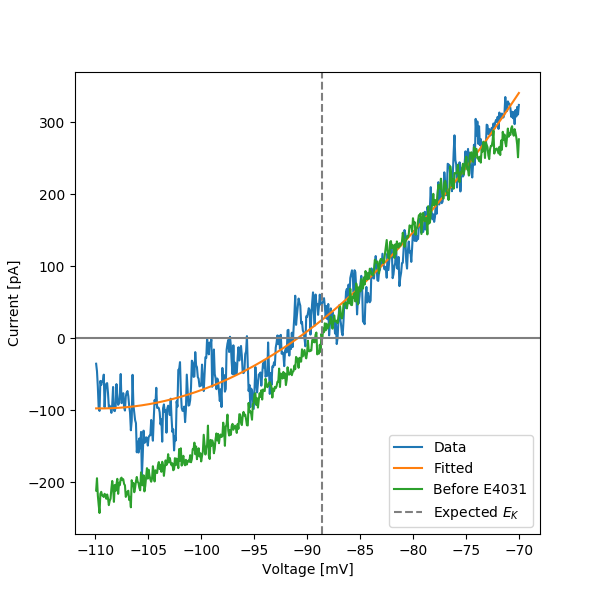 300
200
100
0
−100
−200
Current [pA]
Data
Fitted
Before E4031
Expected $E_K$
−110 −105 −100 −95 −90 −85 −80 −75 −70
Voltage [mV]